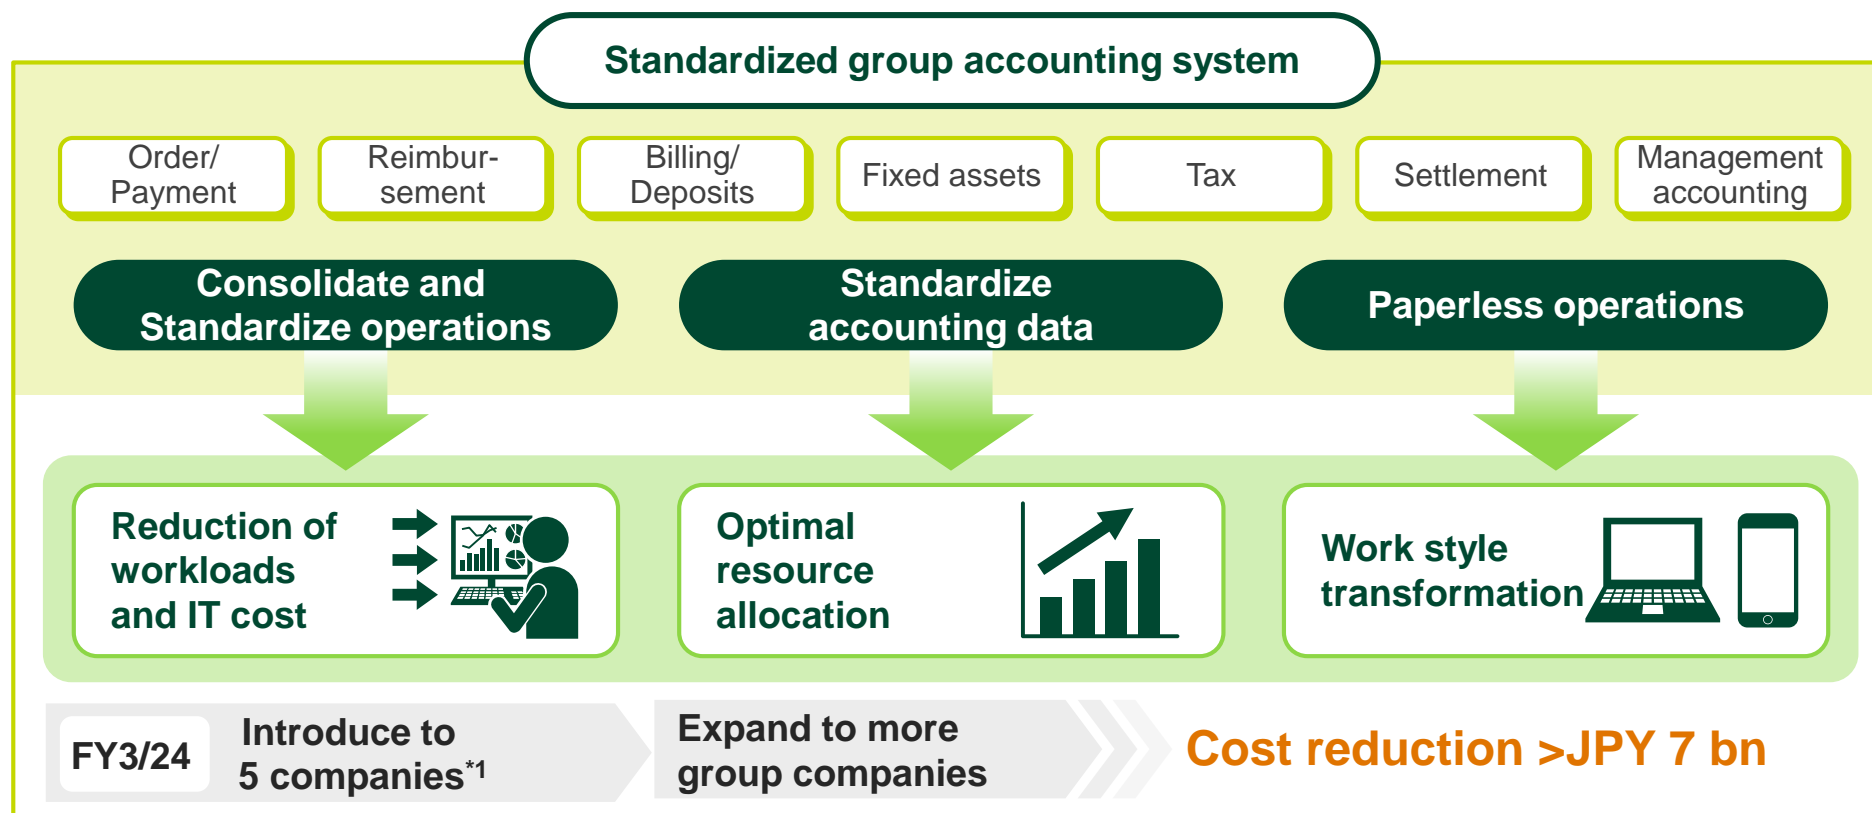 Standardized group accounting system
Order/
Payment
Reimbur-
sement
Billing/
Deposits
Fixed assets
Tax
Settlement
Management
accounting
Consolidate and
Standardize operations
Standardize
accounting data
Paperless operations
Reduction of
workloads
and IT cost
Optimal
resource
allocation
Work style
transformation
FY3/24
Introduce to
5 companies*1
Expand to more
group companies
Cost reduction >JPY 7 bn